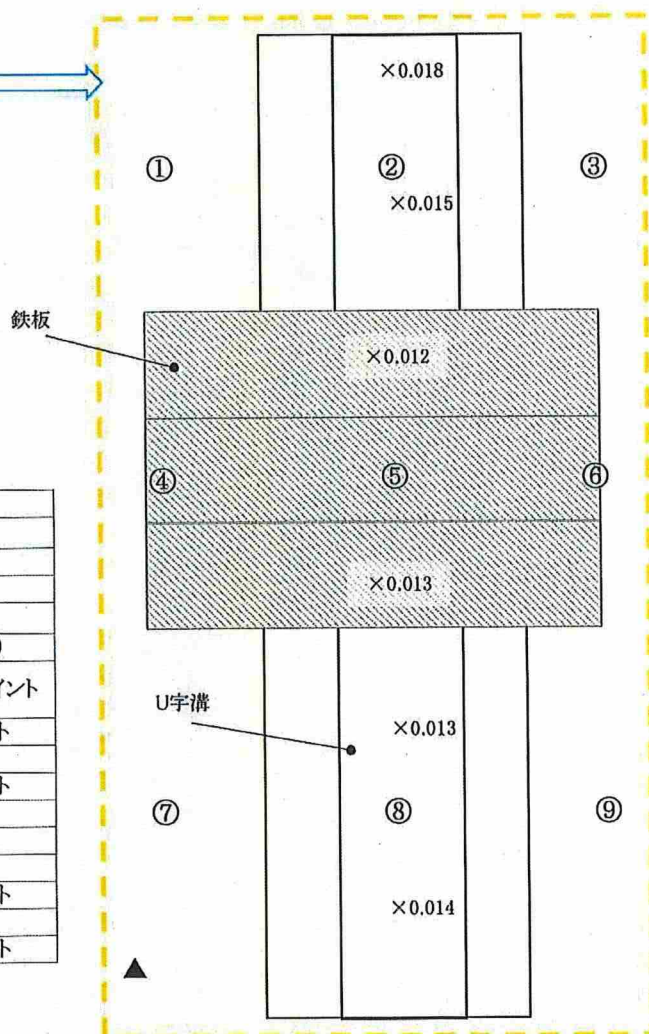 ×0.018
① ② ③
×0.015
鉄板
×0.012
④ ⑤ ⑥
×0.013
イント
ト
ト
ト
ト
U字溝
×0.013
⑦ ⑧ ⑨
×0.014
▲